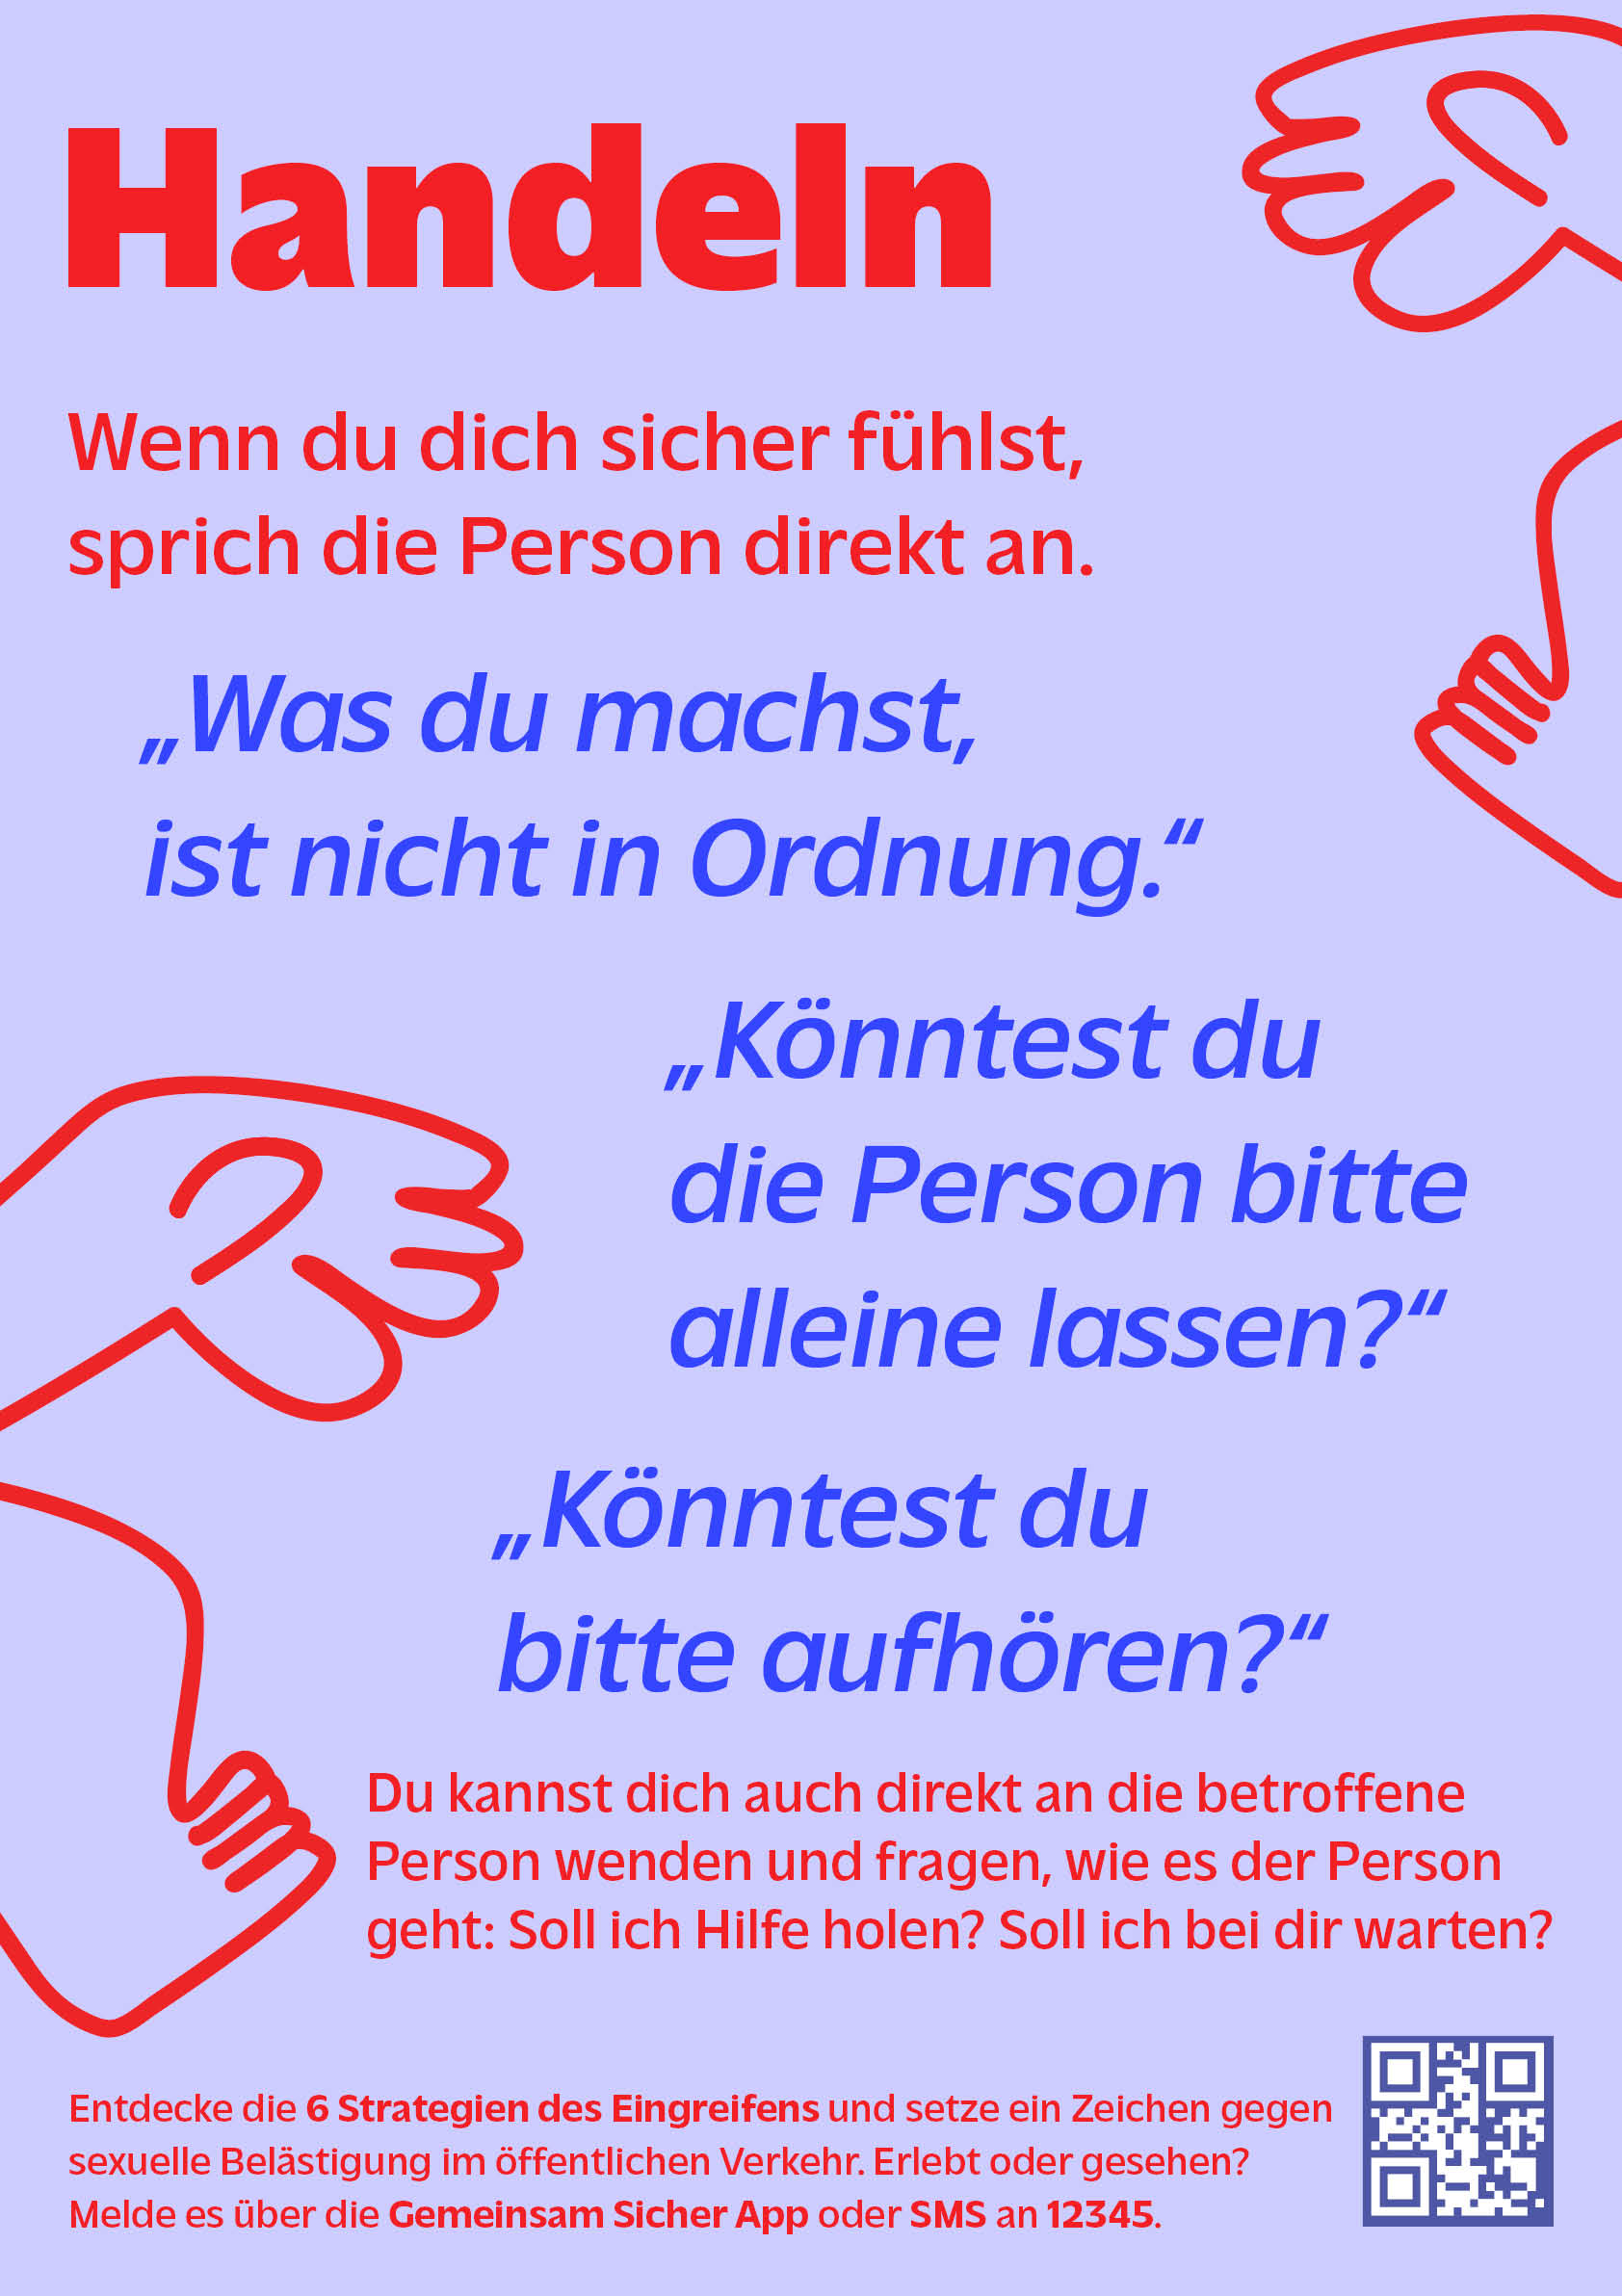 Handeln
Wenn du dich sicher fühlst,
sprich die Person direkt an.
„Was du machst,
ist nicht in Ordnung.“
„Könntest du
die Person bitte
alleine lassen?“
„Könntest du
bitte aufhören?“
Du kannst dich auch direkt an die betroffene
Person wenden und fragen, wie es der Person
geht: Soll ich Hilfe holen? Soll ich bei dir warten?
Entdecke die 6 Strategien des Eingreifens und setze ein Zeichen gegen
sexuelle Belästigung im öffentlichen Verkehr. Erlebt oder gesehen?
Melde es über die Gemeinsam Sicher App oder SMS an 12345.